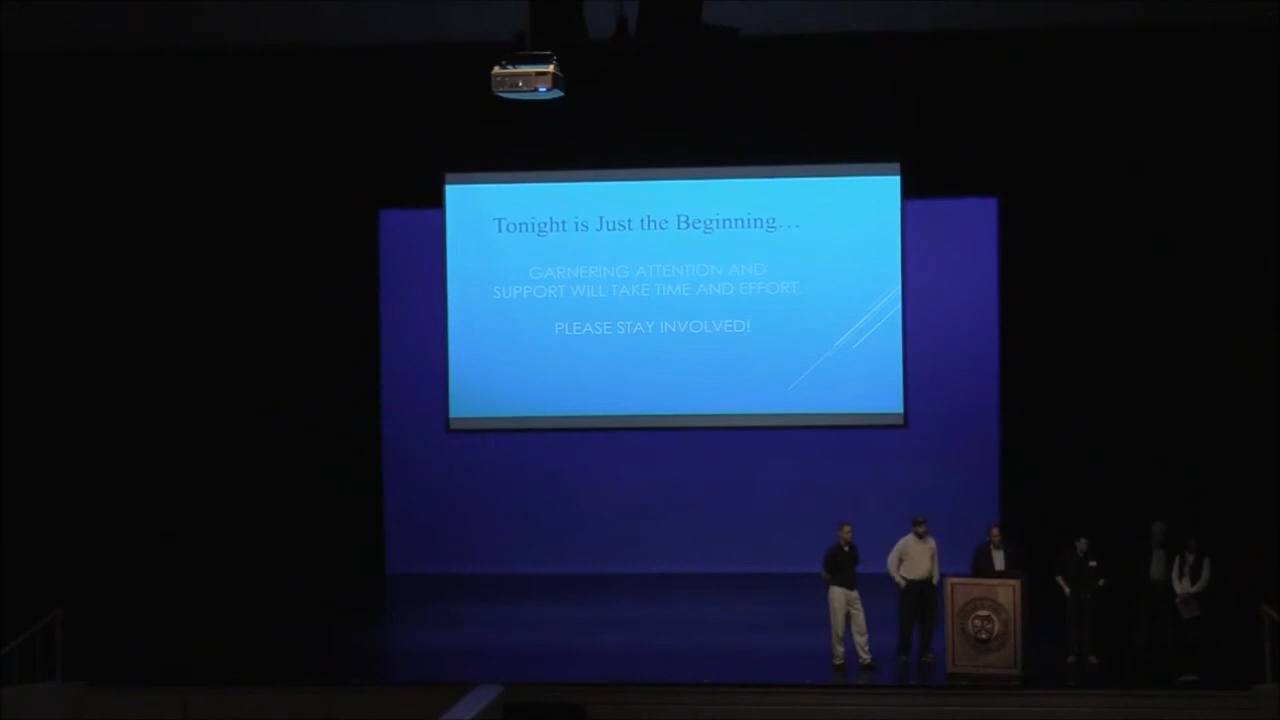 Tonight is Just the Beginning...
GARNERING ATTENTION AND
SUPPORT WILL TAKE TIME AND EFFORT.
PLEASE STAY INVOLVED!